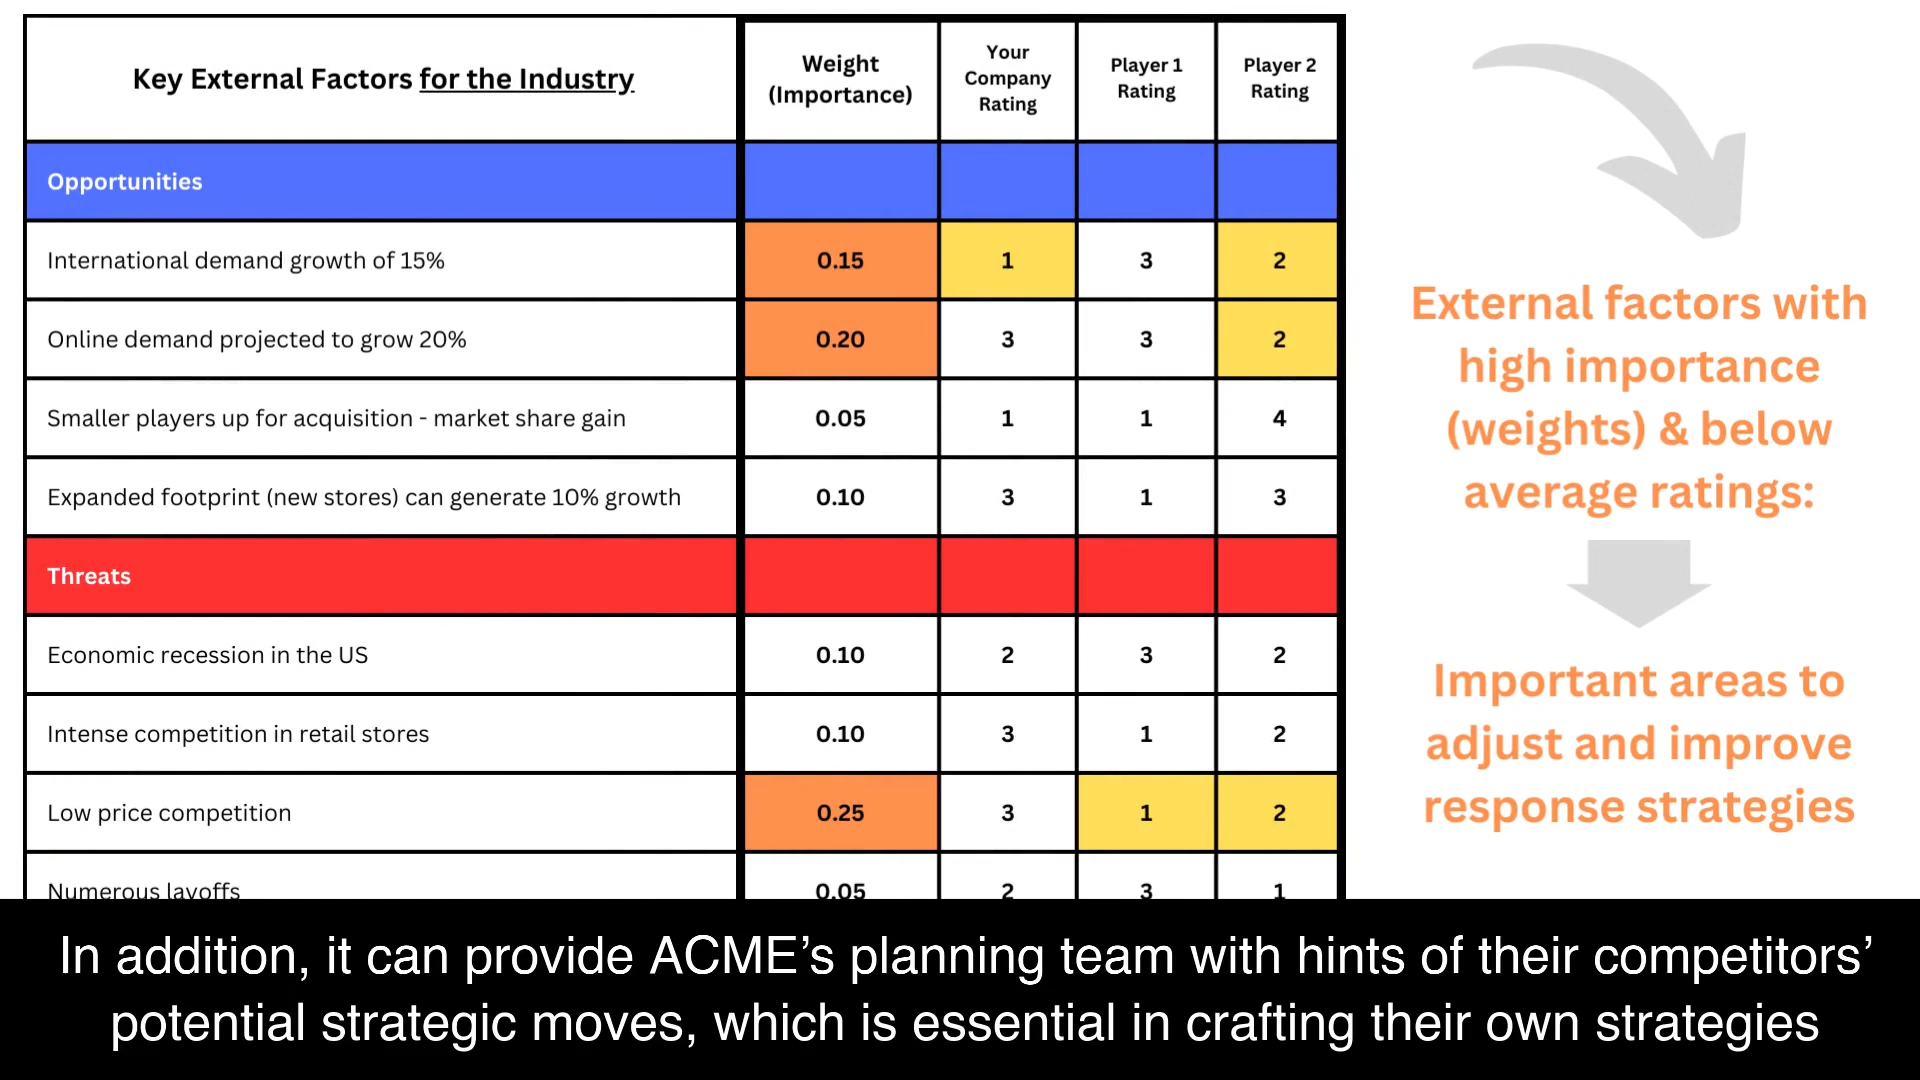 Key External Factors for the Industry
Weight
(Importance)
Your
Company
Rating
Player 1
Rating
Player 2
Rating
Opportunities
International demand growth of 15% 0.15 1 3 2
Online demand projected to grow 20% 0.20 3 3 2
Smaller players up for acquisition - market share gain 0.05 1 1 4
Expanded footprint (new stores) can generate 10% growth 0.10 3 1 3
Threats
Economic recession in the US 0.10 2 3 2
Intense competition in retail stores 0.10 3 1 2
Low price competition 0.25 3 1 2
Numerous layoffs 0.05 2 3 1
External factors with
high importance
(weights) & below
average ratings:
Important areas to
adjust and improve
response strategies
In addition, it can provide ACME’s planning team with hints of their competitors’
potential strategic moves, which is essential in crafting their own strategies